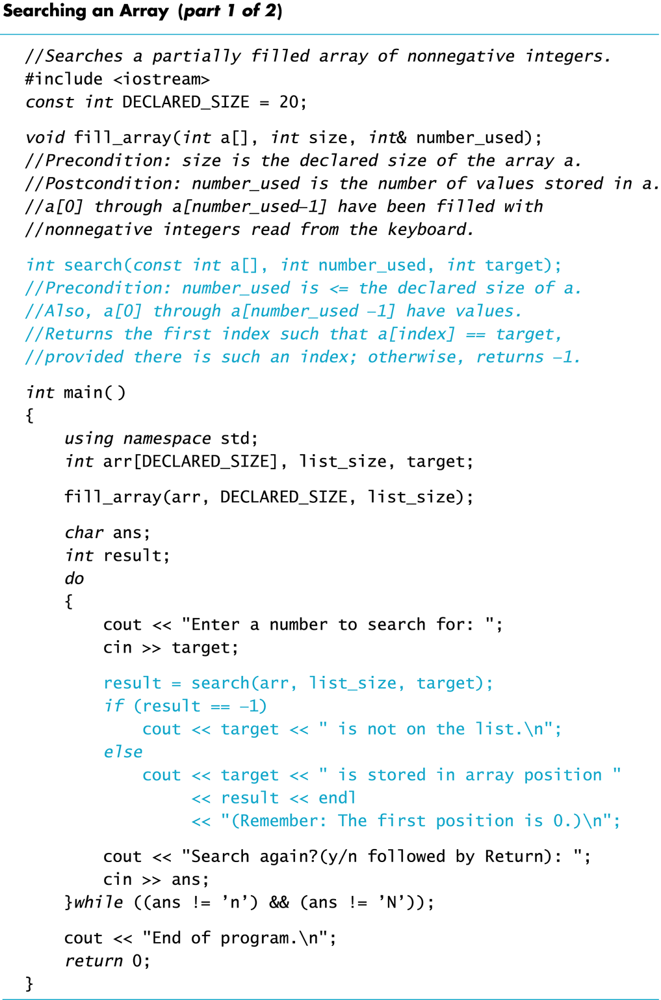 Searching an Array (part 1 of 2)
//Searches a partially filled array of nonnegative integers.
#include <iostream>
const int DECLARED_SIZE = 20;
void fill_array(int a[], int size, int& number_used);
//Precondition: size is the declared size of the array a.
//Postcondition: number_used is the number of values stored in a.
//a[0] through a[number_used–1] have been filled with
//nonnegative integers read from the keyboard.
int search(const int a[], int number_used, int target);
//Precondition: number_used is <= the declared size of a.
//Also, a[0] through a[number_used –1] have values.
//Returns the first index such that a[index] == target,
//provided there is such an index; otherwise, returns –1.
int main( )
{
    using namespace std;
    int arr[DECLARED_SIZE], list_size, target;
    fill_array(arr, DECLARED_SIZE, list_size);
    char ans;
    int result;
    do
    {
        cout << "Enter a number to search for: ";
        cin >> target;
        result = search(arr, list_size, target);
        if (result == –1)
            cout << target << " is not on the list.\n";
        else
            cout << target << " is stored in array position "
                 << result << endl
                 << "(Remember: The first position is 0.)\n";
        cout << "Search again?(y/n followed by Return): ";
        cin >> ans;
    }while ((ans != ’n’) && (ans != ’N’));
    cout << "End of program.\n";
    return 0;
}